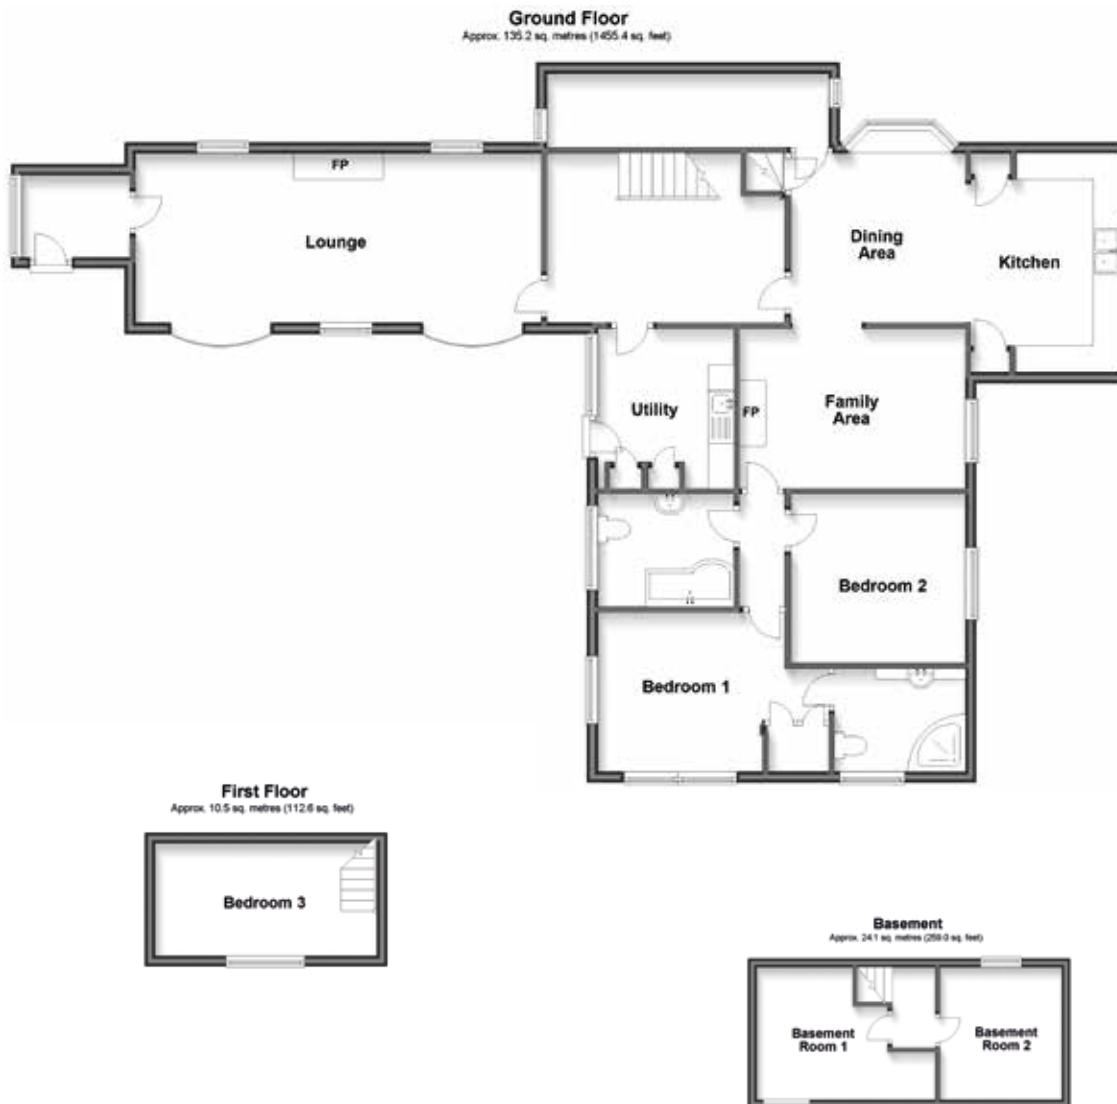 Ground Floor
Approx. 135.2 sq. metres (1455.4 sq. feet)
FP
Lounge
Dining
Area
Kitchen
Utility
FP
Family
Area
Bedroom 2
Bedroom 1
First Floor
Approx. 10.5 sq. metres (112.6 sq. feet)
Bedroom 3
Basement
Approx. 24.1 sq. metres (259.0 sq. feet)
Basement
Room 1
Basement
Room 2